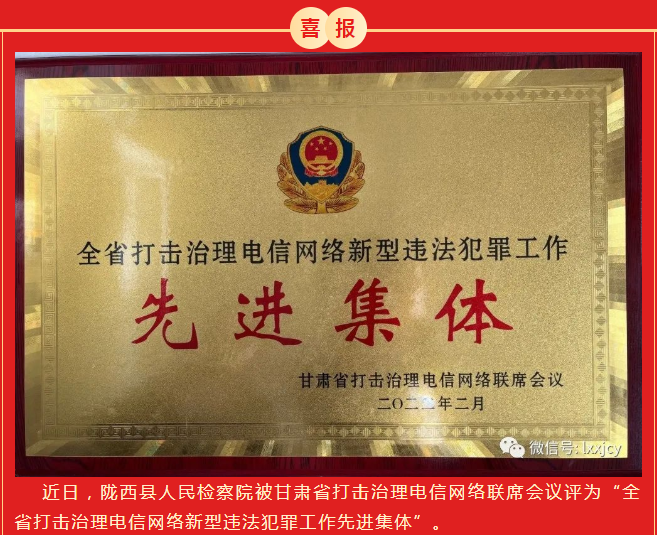 喜报
全省打击治理电信网络新型违法犯罪工作
先进集体
甘肃省打击治理电信网络联席会议
二〇二二年二月
微信号: lxxjcy
近日，陇西县人民检察院被甘肃省打击治理电信网络联席会议评为“全
省打击治理电信网络新型违法犯罪工作先进集体”。